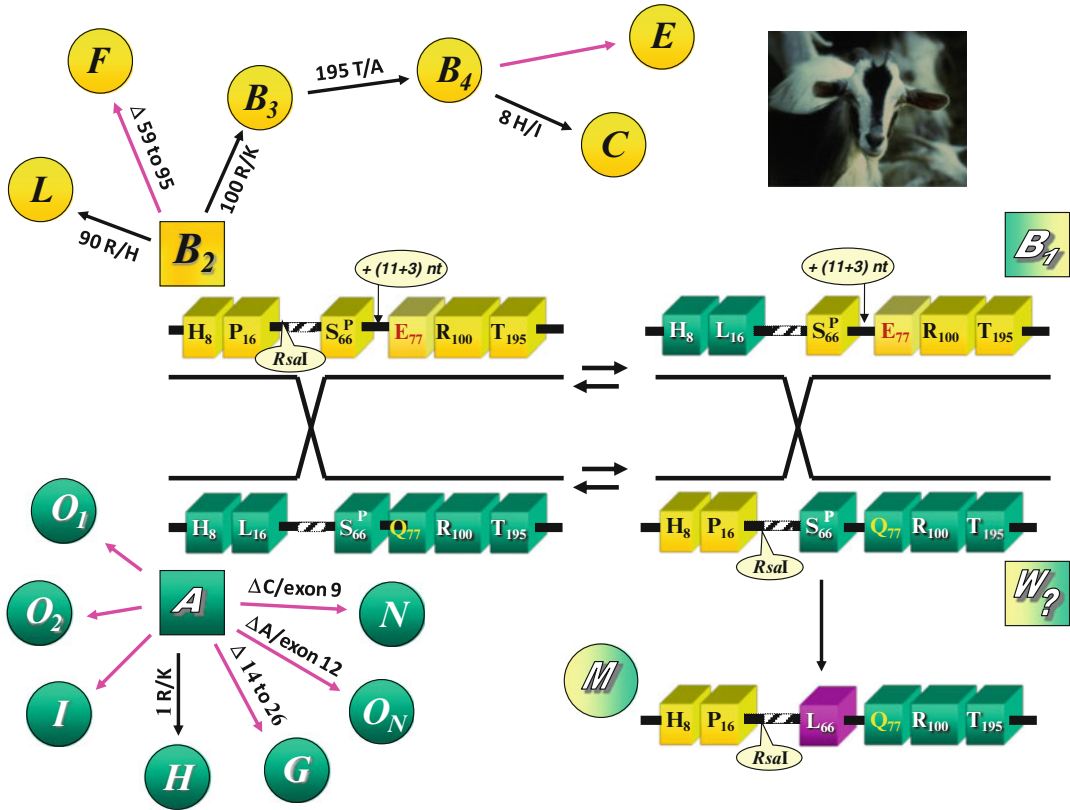 F
Δ 59 to 95
L
90 R/H
B₂
100 R/K
B₃
195 T/A
B₄
E
8 H/I
C
B₁
+ (11+3) nt
H₈ P₁₆ S₆₆ᴾ E₇₇ R₁₀₀ T₁₉₅
RsaI
+ (11+3) nt
H₈ L₁₆ S₆₆ᴾ E₇₇ R₁₀₀ T₁₉₅
H₈ L₁₆ S₆₆ᴾ Q₇₇ R₁₀₀ T₁₉₅
H₈ P₁₆ S₆₆ᴾ Q₇₇ R₁₀₀ T₁₉₅
RsaI
W?
O₁
O₂
A
I
1 R/K
H
Δ 14 to 26
G
ΔA/exon 12
O_N
ΔC/exon 9
N
M
H₈ P₁₆ L₆₆ Q₇₇ R₁₀₀ T₁₉₅
RsaI